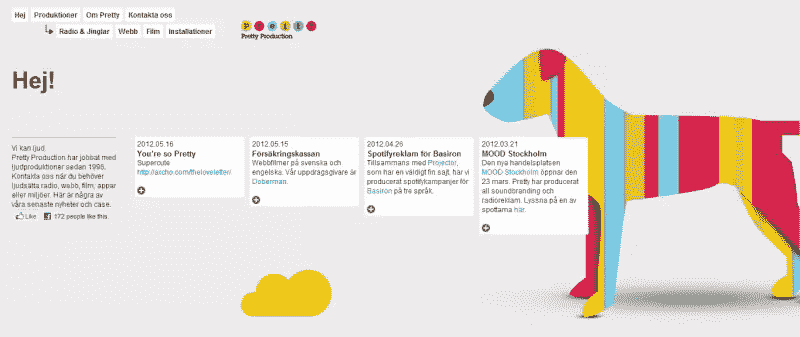 Hej Produktioner Om Pretty Kontakta oss
Radio & Jinglar Webb Film Installationer
Pretty
Pretty Production
Hej!
Vi kan ljud.
Pretty Production har jobbat med
ljudproduktioner sedan 1996.
Kontakta oss när du behöver
ljudsätta radio, webb, film, appar
eller miljöer. Här är några av
våra senaste nyheter och case.
Like 172 people like this.
2012.05.16
You're so Pretty
Superoute
2012.05.15
Försäkringskassan
Webbfilmer på svenska och
engelska. Vår uppdragsgivare är
Doberman.
2012.04.26
Spotifyreklam för Basiron
Tillsammans med Projector,
som har en väldigt fin sajt, har vi
producerat spotifykampanjer för
Basiron på tre språk.
2012.03.21
MOOD Stockholm
Den nya handelsplatsen
MOOD Stockholm öppnar den
23 mars. Pretty har producerat
all soundbranding och
radioreklam. Lyssna på en av
spottarna här.